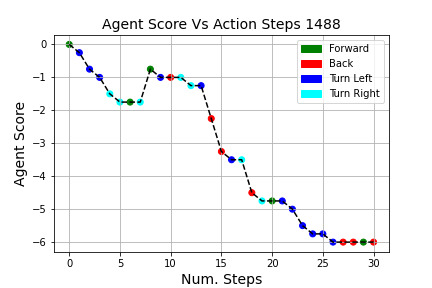 Agent Score Vs Action Steps 1488
Forward
Back
Turn Left
Turn Right
Agent Score
0
−1
−2
−3
−4
−5
−6
0 5 10 15 20 25 30
Num. Steps